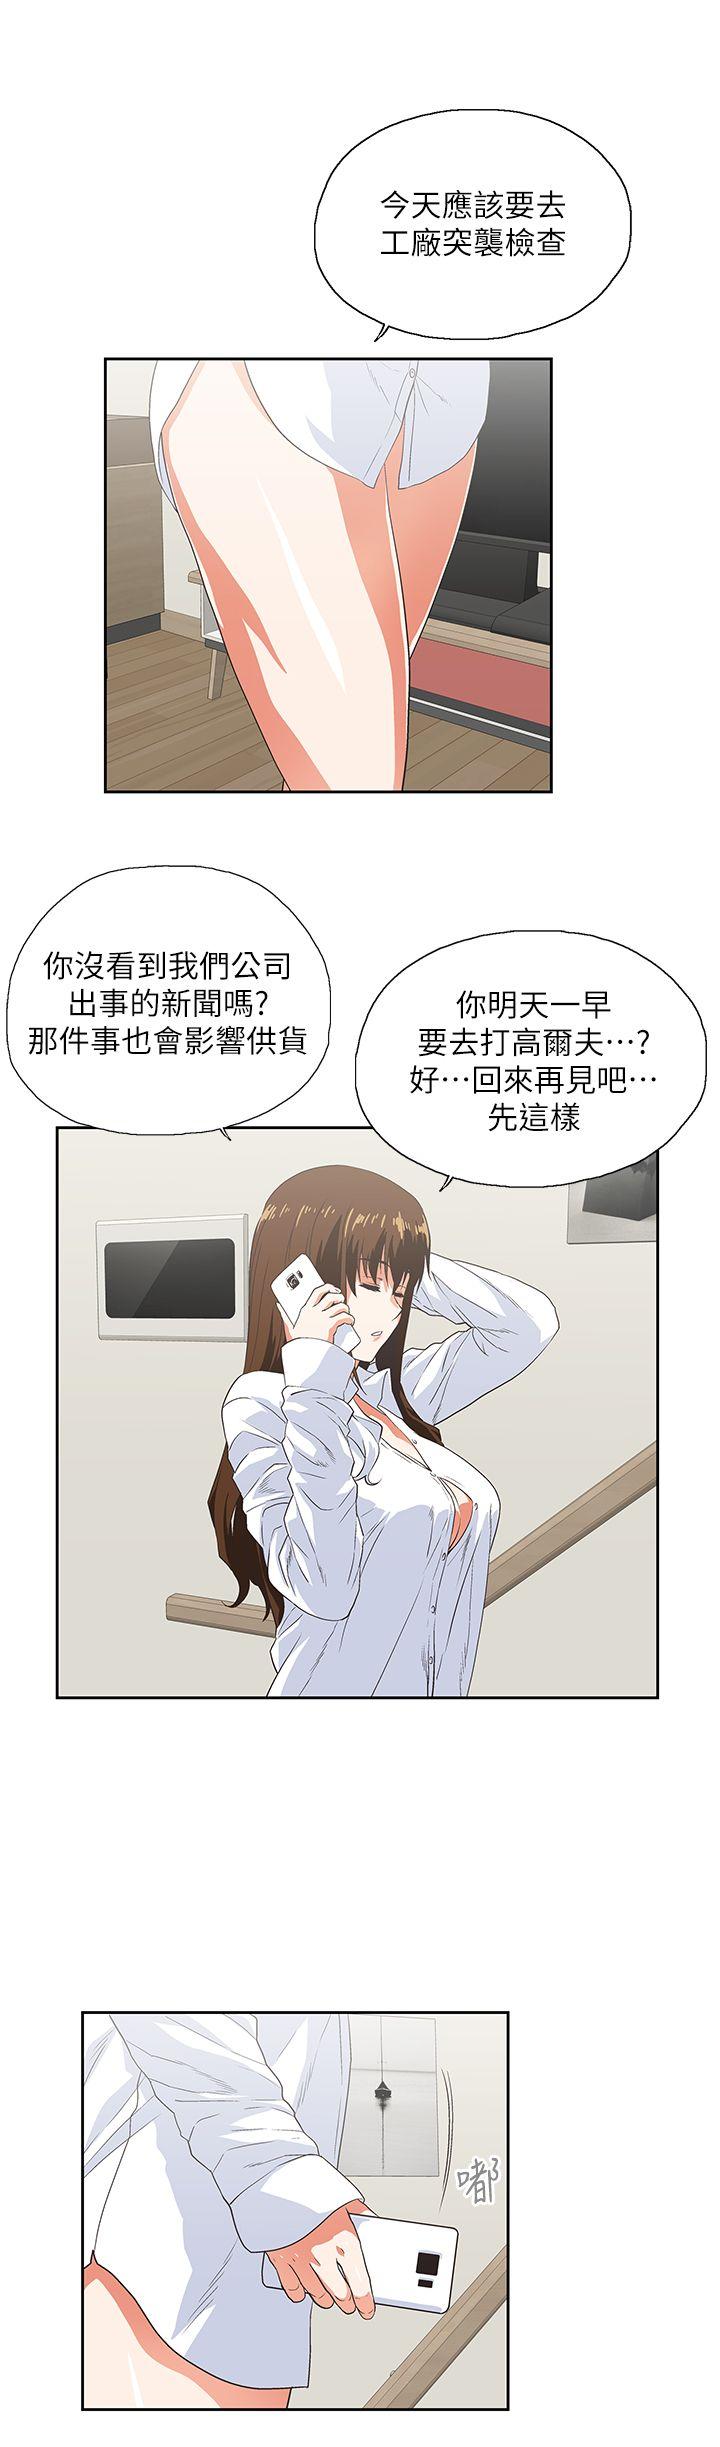 今天應該要去
工廠突襲檢查
你沒看到我們公司
出事的新聞嗎?
那件事也會影響供貨
你明天一早
要去打高爾夫…?
好…回來再見吧…
先這樣
嘟